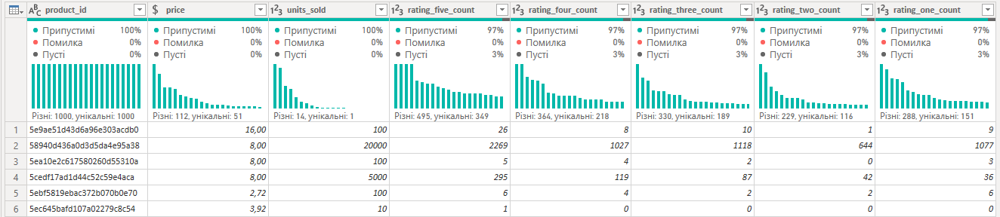 ABC product_id $ price 123 units_sold 123 rating_five_count 123 rating_four_count 123 rating_three_count 123 rating_two_count 123 rating_one_count
Припустимі 100% Припустимі 100% Припустимі 100% Припустимі 97% Припустимі 97% Припустимі 97% Припустимі 97% Припустимі 97%
Помилка 0% Помилка 0% Помилка 0% Помилка 0% Помилка 0% Помилка 0% Помилка 0% Помилка 0%
Пусті 0% Пусті 0% Пусті 0% Пусті 3% Пусті 3% Пусті 3% Пусті 3% Пусті 3%
Різні: 1000, унікальні: 1000 Різні: 112, унікальні: 51 Різні: 14, унікальні: 1 Різні: 495, унікальні: 349 Різні: 364, унікальні: 218 Різні: 330, унікальні: 189 Різні: 229, унікальні: 116 Різні: 288, унікальні: 151
1 5e9ae51d43d6a96e303acdb0 16,00 100 26 8 10 1 9
2 58940d436a0d3d5da4e95a38 8,00 20000 2269 1027 1118 644 1077
3 5ea10e2c617580260d55310a 8,00 100 5 4 2 0 3
4 5cedf17ad1d44c52c59e4aca 8,00 5000 295 119 87 42 36
5 5ebf5819ebac372b070b0e70 2,72 100 6 4 2 2 6
6 5ec645bafd107a02279c8c54 3,92 10 1 0 0 0 0